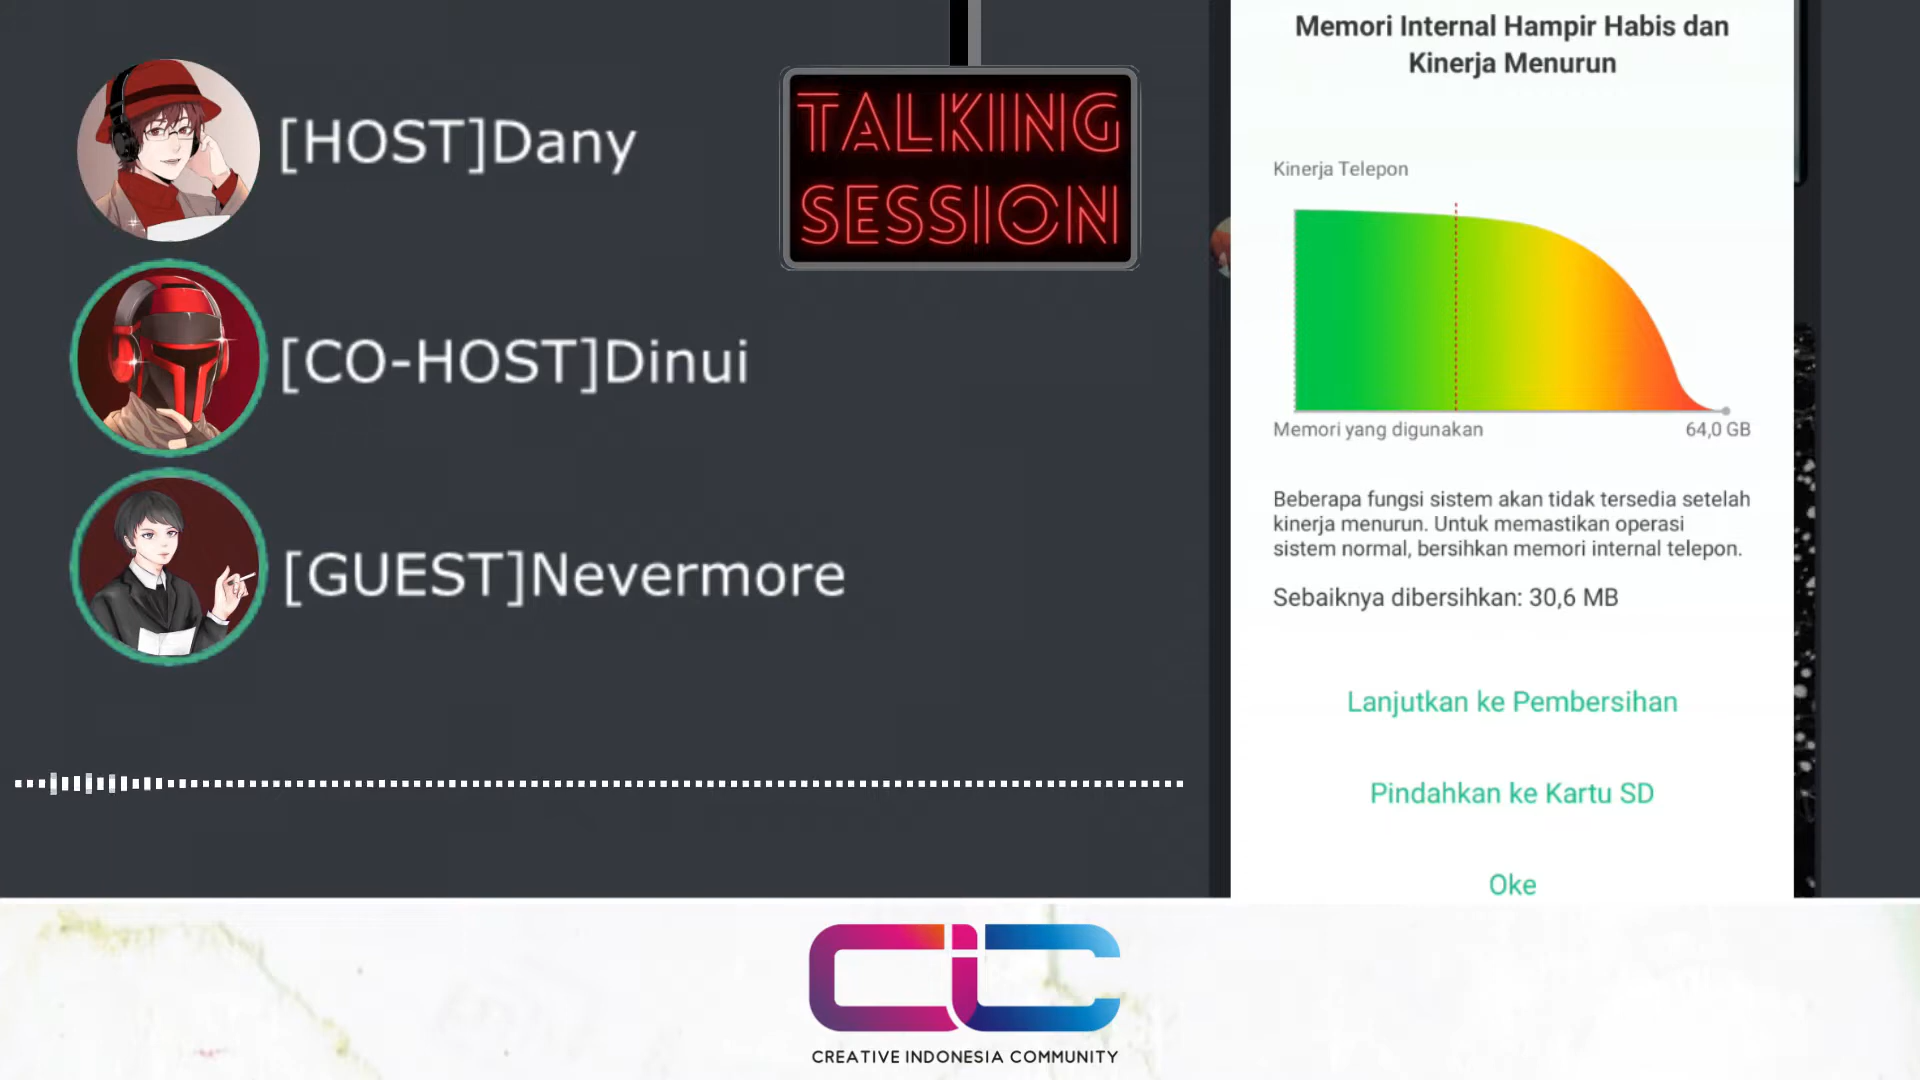 [HOST]Dany
[CO-HOST]Dinui
[GUEST]Nevermore
TALKING
SESSION
Memori Internal Hampir Habis dan
Kinerja Menurun
Kinerja Telepon
Memori yang digunakan
64,0 GB
Beberapa fungsi sistem akan tidak tersedia setelah
kinerja menurun. Untuk memastikan operasi
sistem normal, bersihkan memori internal telepon.
Sebaiknya dibersihkan: 30,6 MB
Lanjutkan ke Pembersihan
Pindahkan ke Kartu SD
Oke
CIC
CREATIVE INDONESIA COMMUNITY